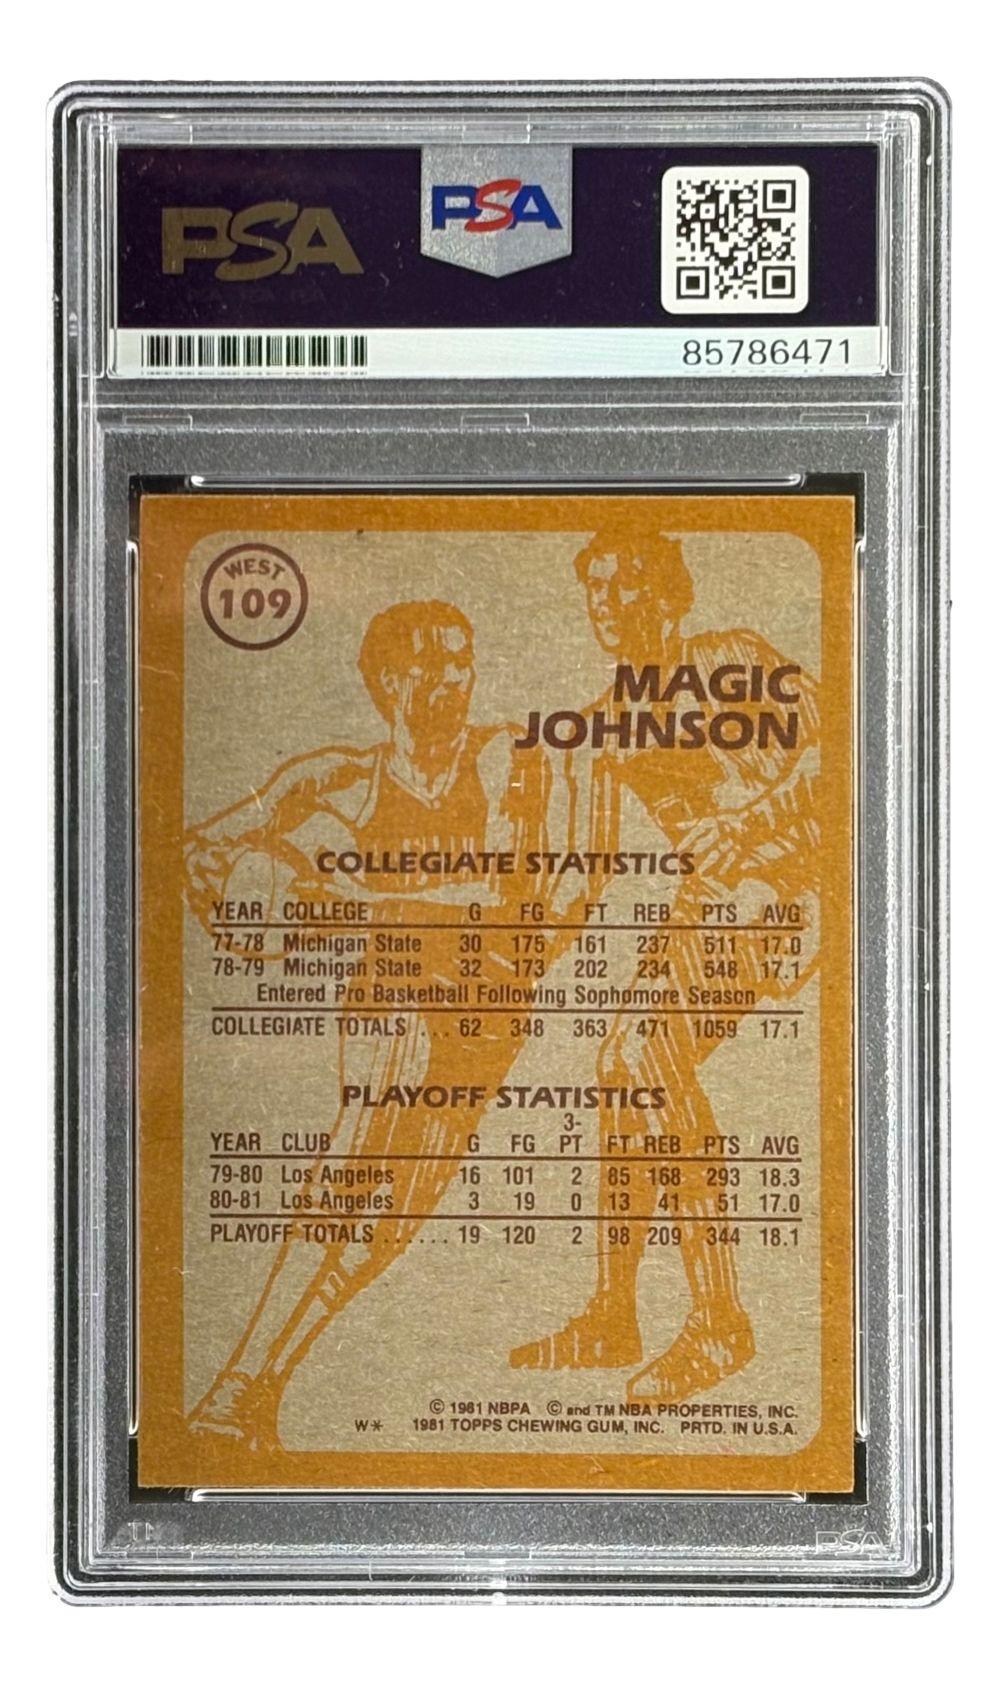 PSA PSA
85786471
WEST
109
MAGIC
JOHNSON
COLLEGIATE STATISTICS
YEAR COLLEGE G FG FT REB PTS AVG
77-78 Michigan State 30 175 161 237 511 17.0
78-79 Michigan State 32 173 202 234 548 17.1
Entered Pro Basketball Following Sophomore Season
COLLEGIATE TOTALS ... 62 348 363 471 1059 17.1
PLAYOFF STATISTICS
3-
YEAR CLUB G FG PT FT REB PTS AVG
79-80 Los Angeles 16 101 2 85 168 293 18.3
80-81 Los Angeles 3 19 0 13 41 51 17.0
PLAYOFF TOTALS ...... 19 120 2 98 209 344 18.1
© 1981 NBPA © and TM NBA PROPERTIES, INC.
W* 1981 TOPPS CHEWING GUM, INC. PRTD. IN U.S.A.
PSA